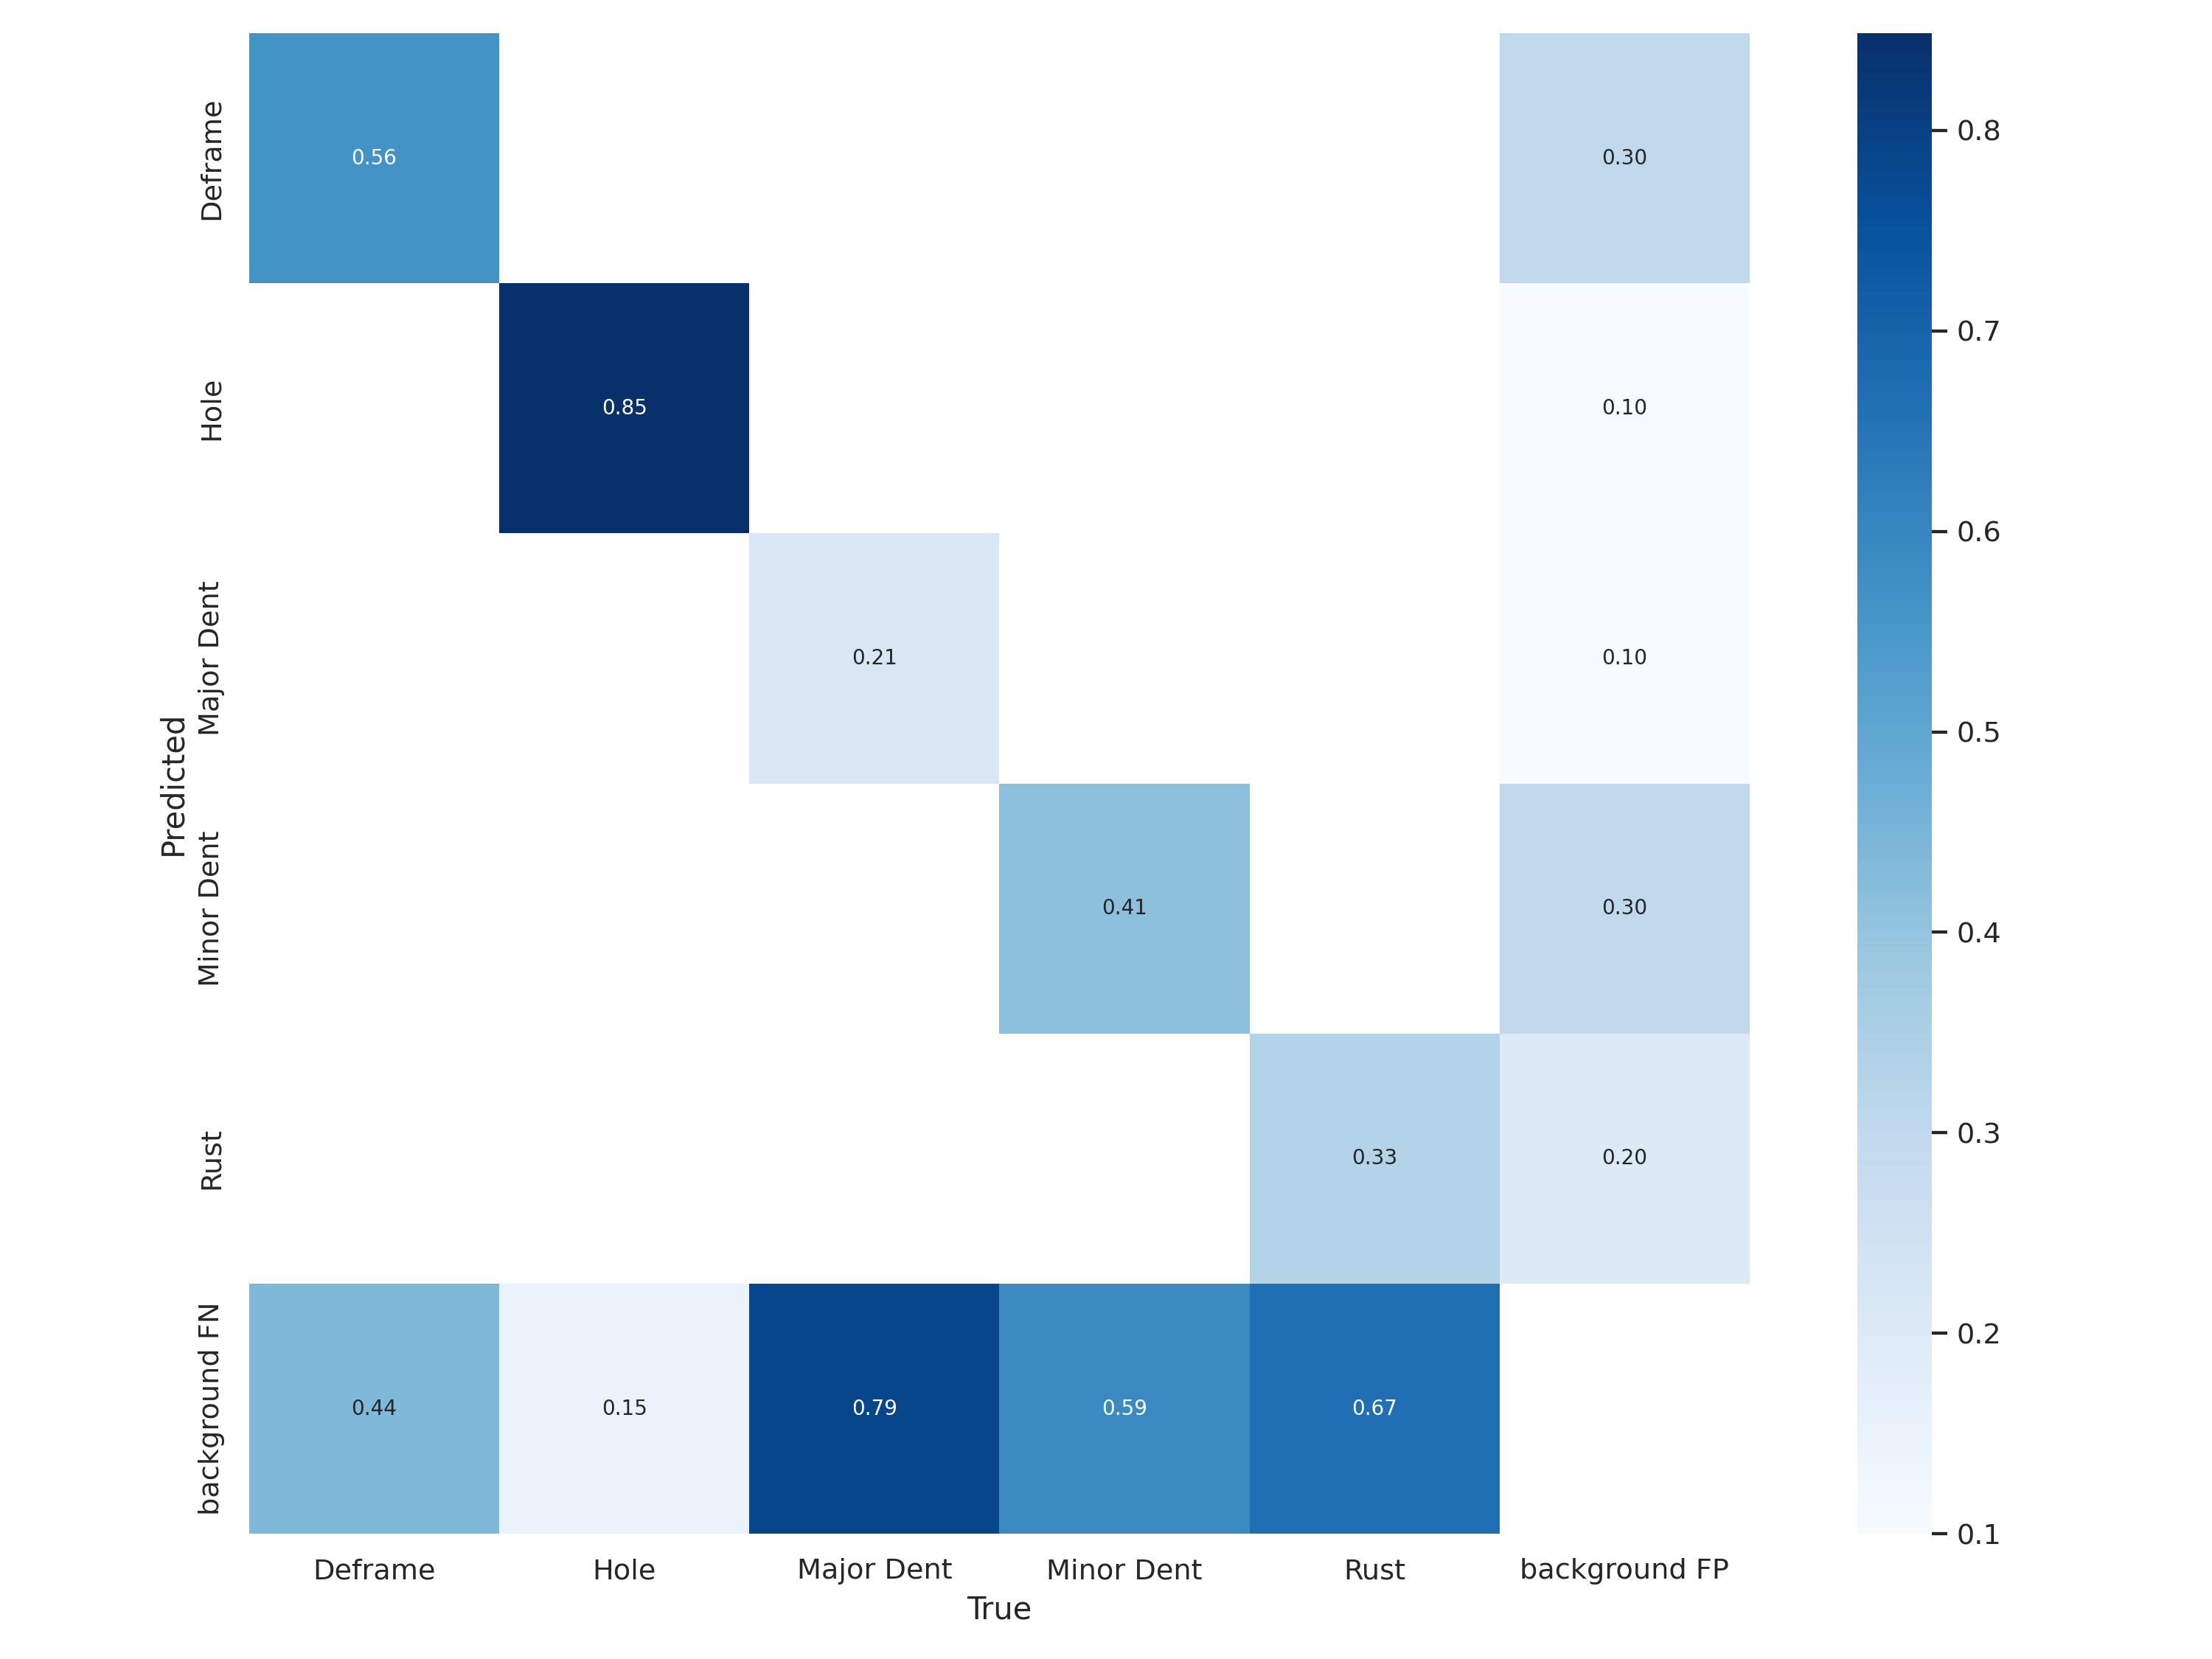 Predicted
Deframe
0.56
0.30
Hole
0.85
0.10
Major Dent
0.21
0.10
Minor Dent
0.41
0.30
Rust
0.33
0.20
background FN
0.44
0.15
0.79
0.59
0.67
Deframe
Hole
Major Dent
Minor Dent
Rust
background FP
True
0.8
0.7
0.6
0.5
0.4
0.3
0.2
0.1